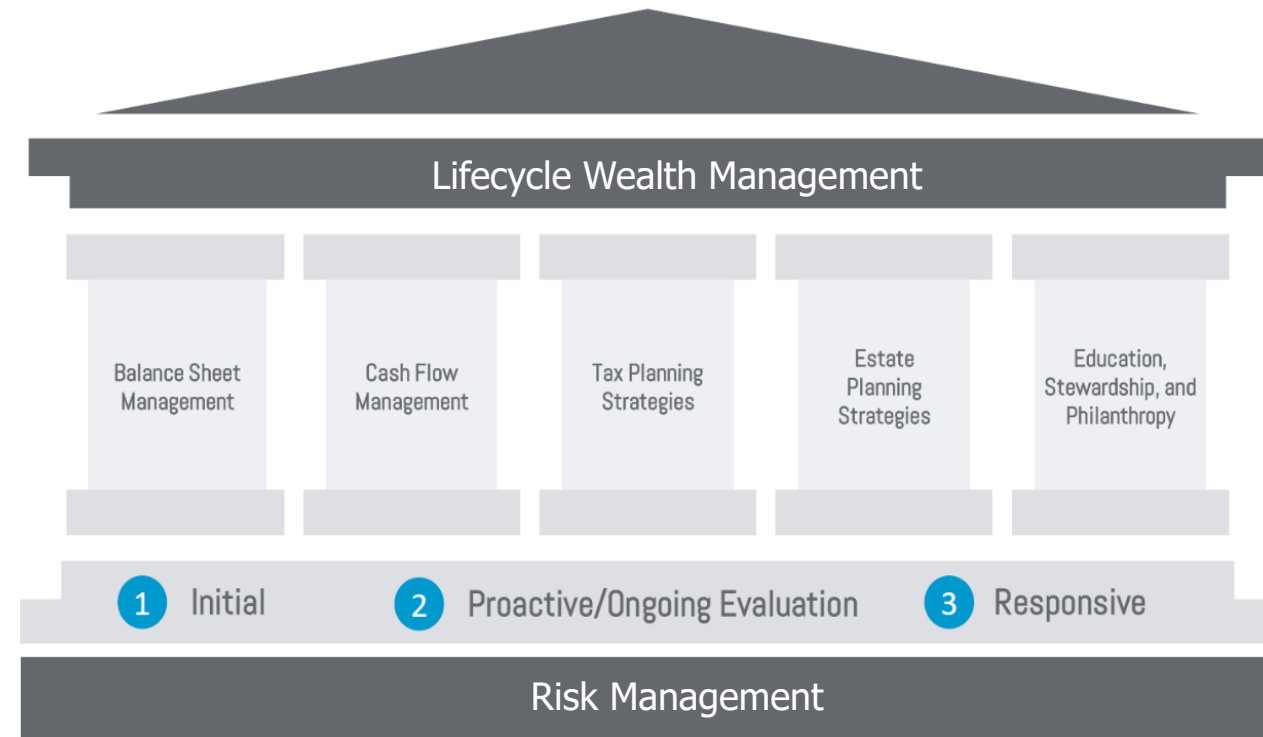 Lifecycle Wealth Management
Balance Sheet
Management
Cash Flow
Management
Tax Planning
Strategies
Estate
Planning
Strategies
Education,
Stewardship, and
Philanthropy
1 Initial
2 Proactive/Ongoing Evaluation
3 Responsive
Risk Management